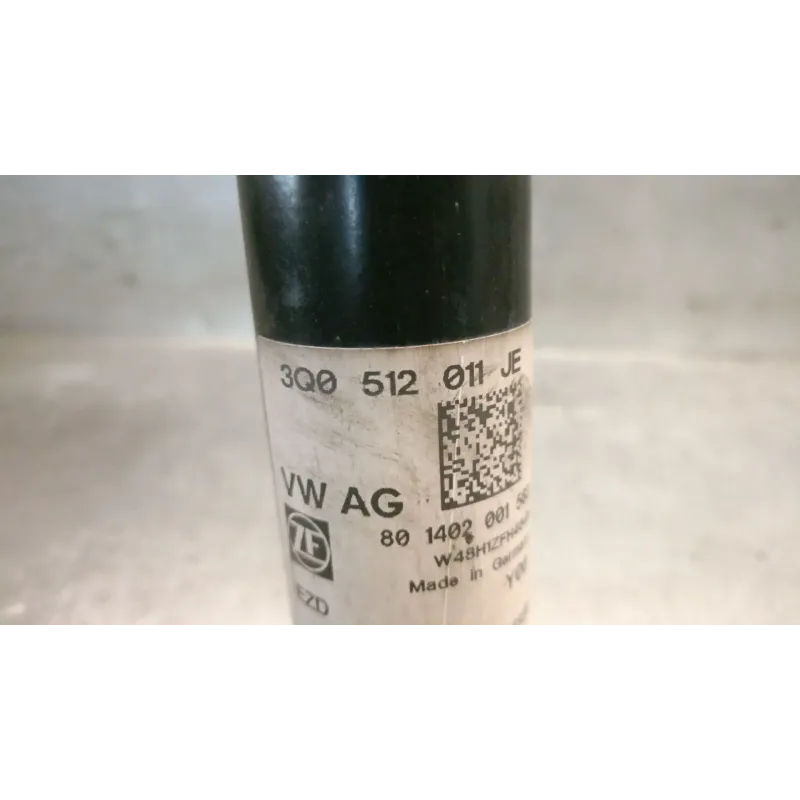 3Q0 512 011 JE
VW AG
ZF
80 1402 001
Made in
EZD